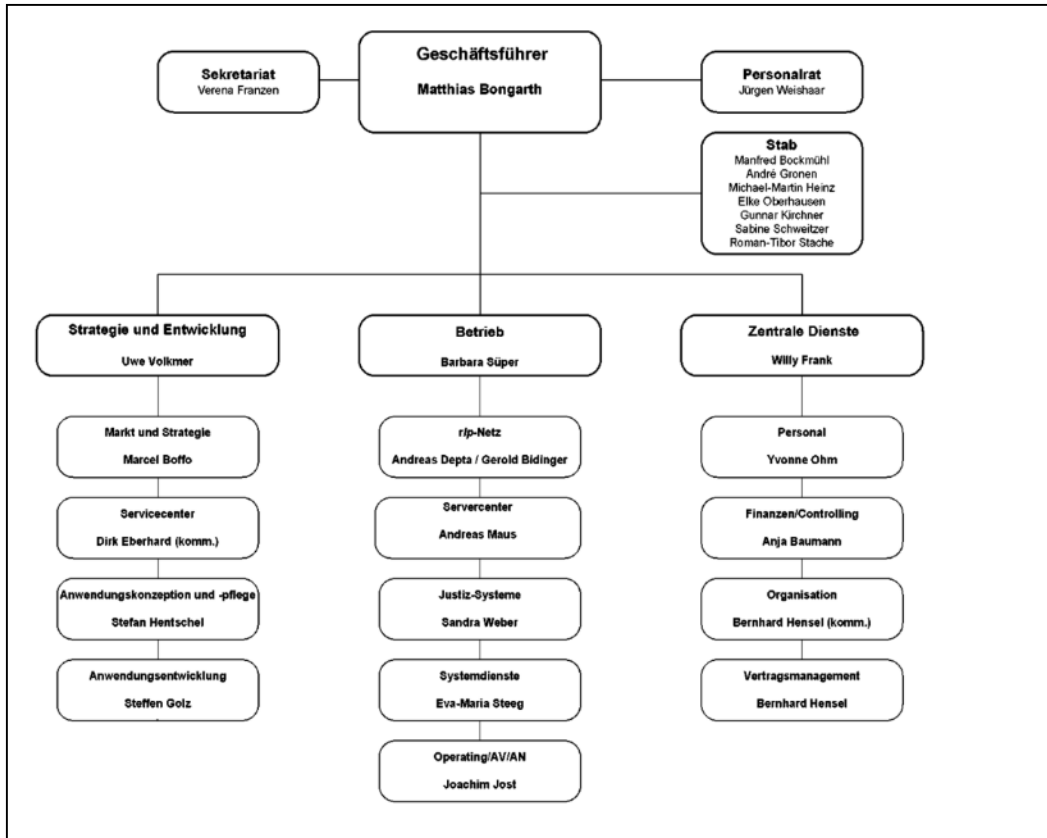 Geschäftsführer
Matthias Bongarth
Sekretariat
Verena Franzen
Personalrat
Jürgen Weishaar
Stab
Manfred Bockmühl
André Gronen
Michael-Martin Heinz
Elke Oberhausen
Gunnar Kirchner
Sabine Schweitzer
Roman-Tibor Stache
Strategie und Entwicklung
Uwe Volkmer
Markt und Strategie
Marcel Boffo
Servicecenter
Dirk Eberhard (komm.)
Anwendungskonzeption und -pflege
Stefan Hentschel
Anwendungsentwicklung
Steffen Golz
Betrieb
Barbara Süper
rlp-Netz
Andreas Depta / Gerold Bidinger
Servercenter
Andreas Maus
Justiz-Systeme
Sandra Weber
Systemdienste
Eva-Maria Steeg
Operating/AV/AN
Joachim Jost
Zentrale Dienste
Willy Frank
Personal
Yvonne Ohm
Finanzen/Controlling
Anja Baumann
Organisation
Bernhard Hensel (komm.)
Vertragsmanagement
Bernhard Hensel